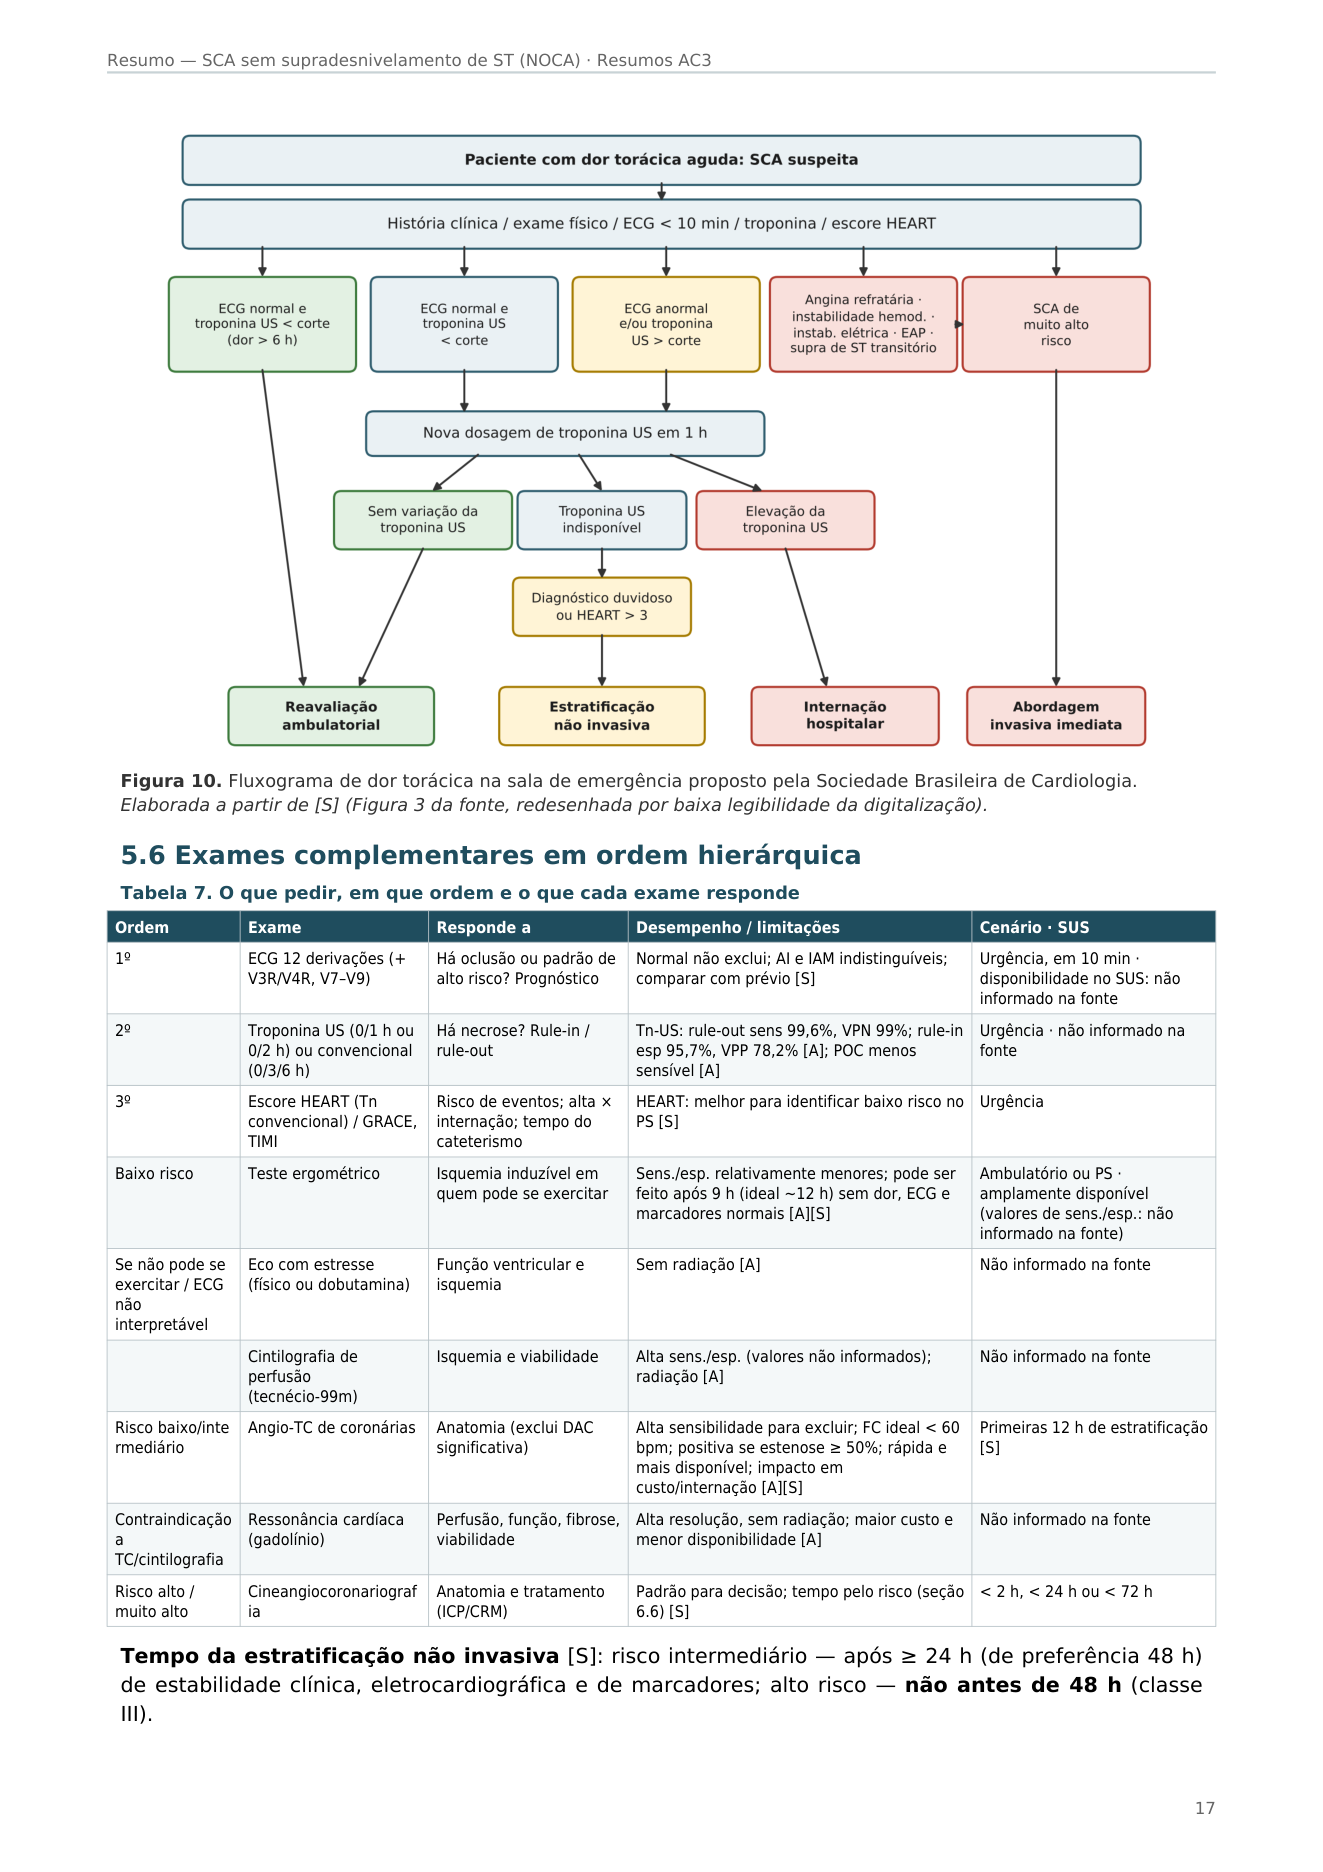 Resumo — SCA sem supradesnivelamento de ST (NOCA) · Resumos AC3
Paciente com dor torácica aguda: SCA suspeita
História clínica / exame físico / ECG < 10 min / troponina / escore HEART
ECG normal e
troponina US < corte
(dor > 6 h)
ECG normal e
troponina US
< corte
ECG anormal
e/ou troponina
US > corte
Angina refratária ·
instabilidade hemod. ·
instab. elétrica · EAP ·
supra de ST transitório
SCA de
muito alto
risco
Nova dosagem de troponina US em 1 h
Sem variação da
troponina US
Troponina US
indisponível
Elevação da
troponina US
Diagnóstico duvidoso
ou HEART > 3
Reavaliação
ambulatorial
Estratificação
não invasiva
Internação
hospitalar
Abordagem
invasiva imediata
Figura 10. Fluxograma de dor torácica na sala de emergência proposto pela Sociedade Brasileira de Cardiologia.
Elaborada a partir de [S] (Figura 3 da fonte, redesenhada por baixa legibilidade da digitalização).
5.6 Exames complementares em ordem hierárquica
Tabela 7. O que pedir, em que ordem e o que cada exame responde
Ordem
Exame
Responde a
Desempenho / limitações
Cenário · SUS
1º
ECG 12 derivações (+
V3R/V4R, V7–V9)
Há oclusão ou padrão de
alto risco? Prognóstico
Normal não exclui; AI e IAM indistinguíveis;
comparar com prévio [S]
Urgência, em 10 min ·
disponibilidade no SUS: não
informado na fonte
2º
Troponina US (0/1 h ou
0/2 h) ou convencional
(0/3/6 h)
Há necrose? Rule-in /
rule-out
Tn-US: rule-out sens 99,6%, VPN 99%; rule-in
esp 95,7%, VPP 78,2% [A]; POC menos
sensível [A]
Urgência · não informado na
fonte
3º
Escore HEART (Tn
convencional) / GRACE,
TIMI
Risco de eventos; alta ×
internação; tempo do
cateterismo
HEART: melhor para identificar baixo risco no
PS [S]
Urgência
Baixo risco
Teste ergométrico
Isquemia induzível em
quem pode se exercitar
Sens./esp. relativamente menores; pode ser
feito após 9 h (ideal ~12 h) sem dor, ECG e
marcadores normais [A][S]
Ambulatório ou PS ·
amplamente disponível
(valores de sens./esp.: não
informado na fonte)
Se não pode se
exercitar / ECG
não
interpretável
Eco com estresse
(físico ou dobutamina)
Função ventricular e
isquemia
Sem radiação [A]
Não informado na fonte
Cintilografia de
perfusão
(tecnécio-99m)
Isquemia e viabilidade
Alta sens./esp. (valores não informados);
radiação [A]
Não informado na fonte
Risco baixo/inte
rmediário
Angio-TC de coronárias
Anatomia (exclui DAC
significativa)
Alta sensibilidade para excluir; FC ideal < 60
bpm; positiva se estenose ≥ 50%; rápida e
mais disponível; impacto em
custo/internação [A][S]
Primeiras 12 h de estratificação
[S]
Contraindicação
a
TC/cintilografia
Ressonância cardíaca
(gadolínio)
Perfusão, função, fibrose,
viabilidade
Alta resolução, sem radiação; maior custo e
menor disponibilidade [A]
Não informado na fonte
Risco alto /
muito alto
Cineangiocoronariograf
ia
Anatomia e tratamento
(ICP/CRM)
Padrão para decisão; tempo pelo risco (seção
6.6) [S]
< 2 h, < 24 h ou < 72 h
Tempo da estratificação não invasiva [S]: risco intermediário — após ≥ 24 h (de preferência 48 h)
de estabilidade clínica, eletrocardiográfica e de marcadores; alto risco — não antes de 48 h (classe
III).
17